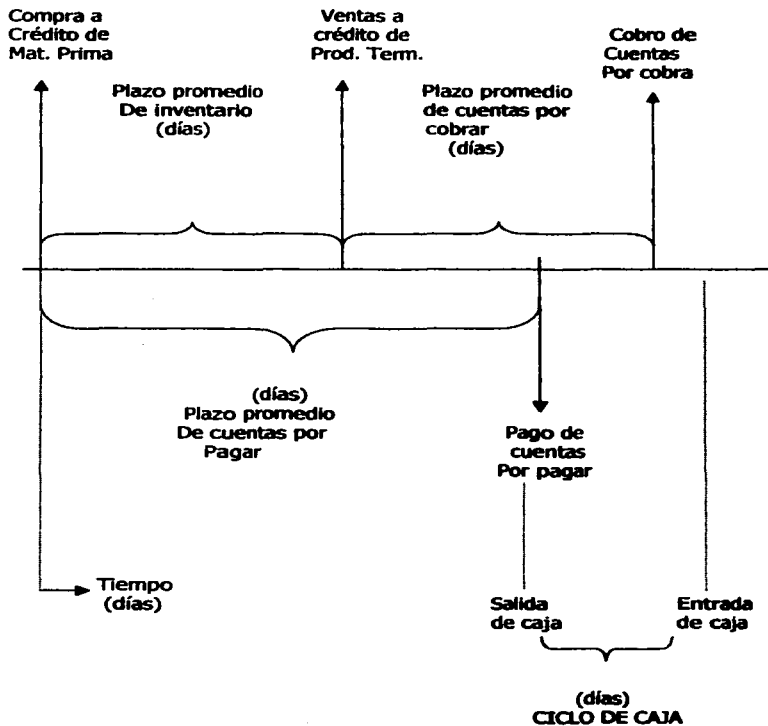 Compra a
Crédito de
Mat. Prima
Ventas a
crédito de
Prod. Term.
Cobro de
Cuentas
Por cobra
Plazo promedio
De inventario
(días)
Plazo promedio
de cuentas por
cobrar
(días)
(días)
Plazo promedio
De cuentas por
Pagar
Pago de
cuentas
Por pagar
Tiempo
(días)
Salida
de caja
Entrada
de caja
(días)
CICLO DE CAJA